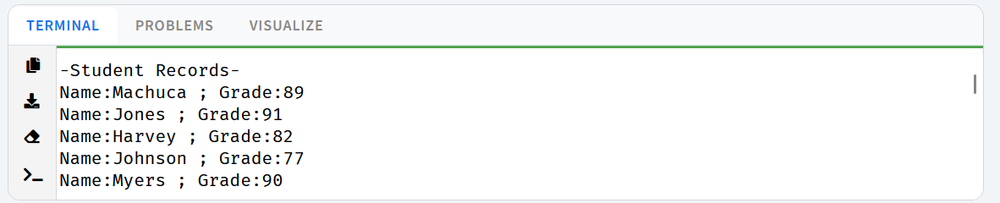 TERMINAL PROBLEMS VISUALIZE
-Student Records-
Name:Machuca ; Grade:89
Name:Jones ; Grade:91
Name:Harvey ; Grade:82
Name:Johnson ; Grade:77
Name:Myers ; Grade:90